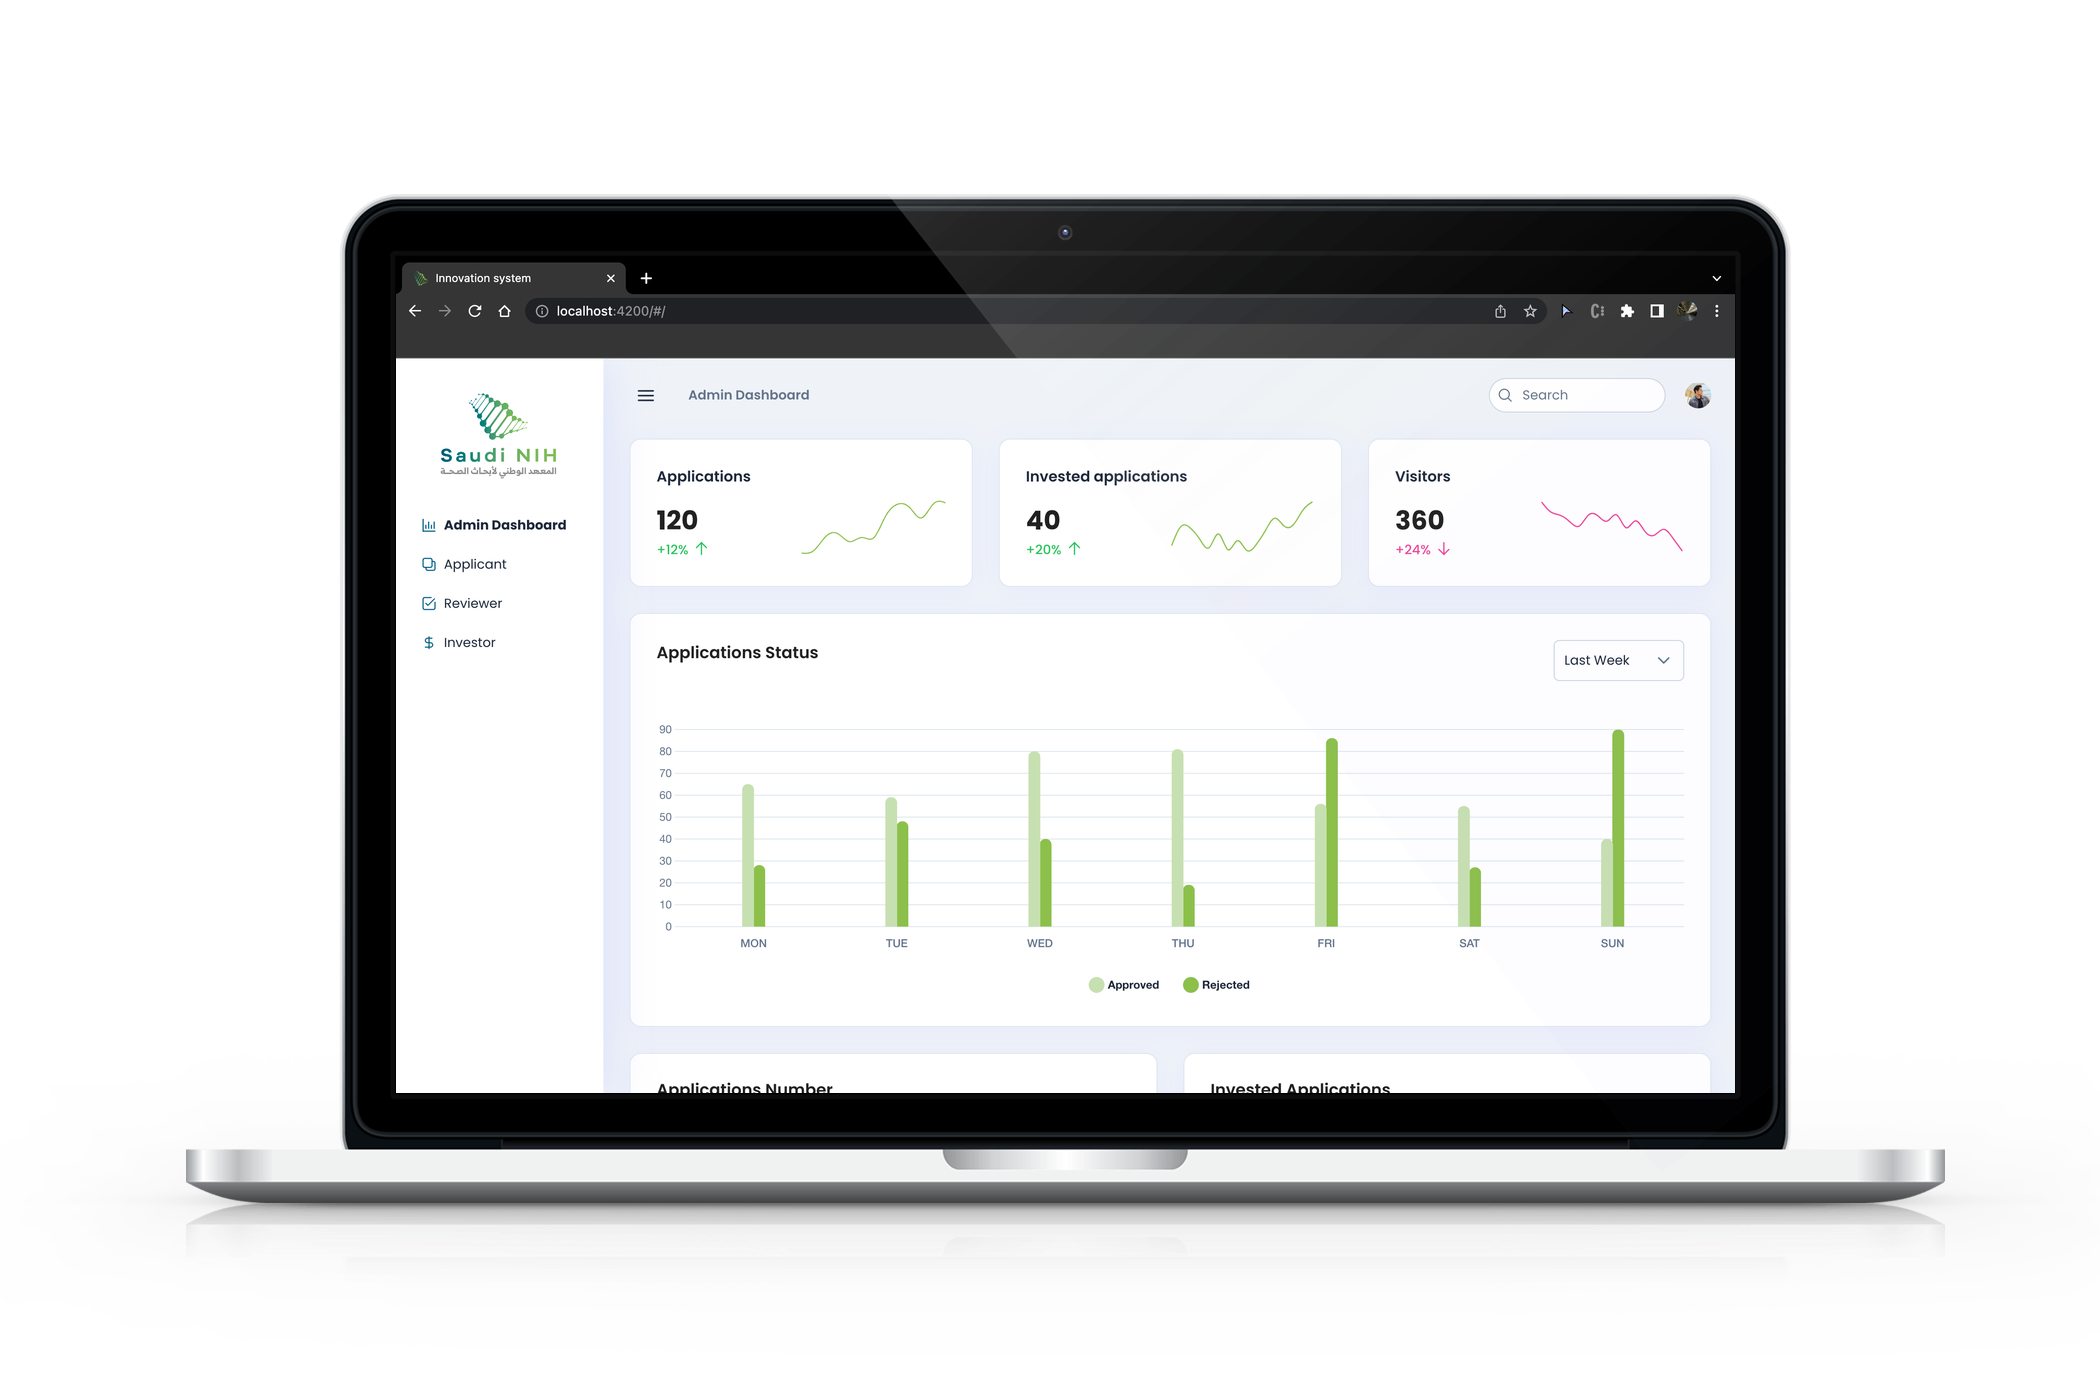 Innovation system
localhost:4200/#/
Saudi NIH
المعهد الوطني لأبحاث الصحة
Admin Dashboard
Applicant
Reviewer
Investor
Admin Dashboard
Search
Applications
120
+12%
Invested applications
40
+20%
Visitors
360
+24%
Applications Status
Last Week
90
80
70
60
50
40
30
20
10
0
MON TUE WED THU FRI SAT SUN
Approved Rejected
Applications Number
Invested Applications